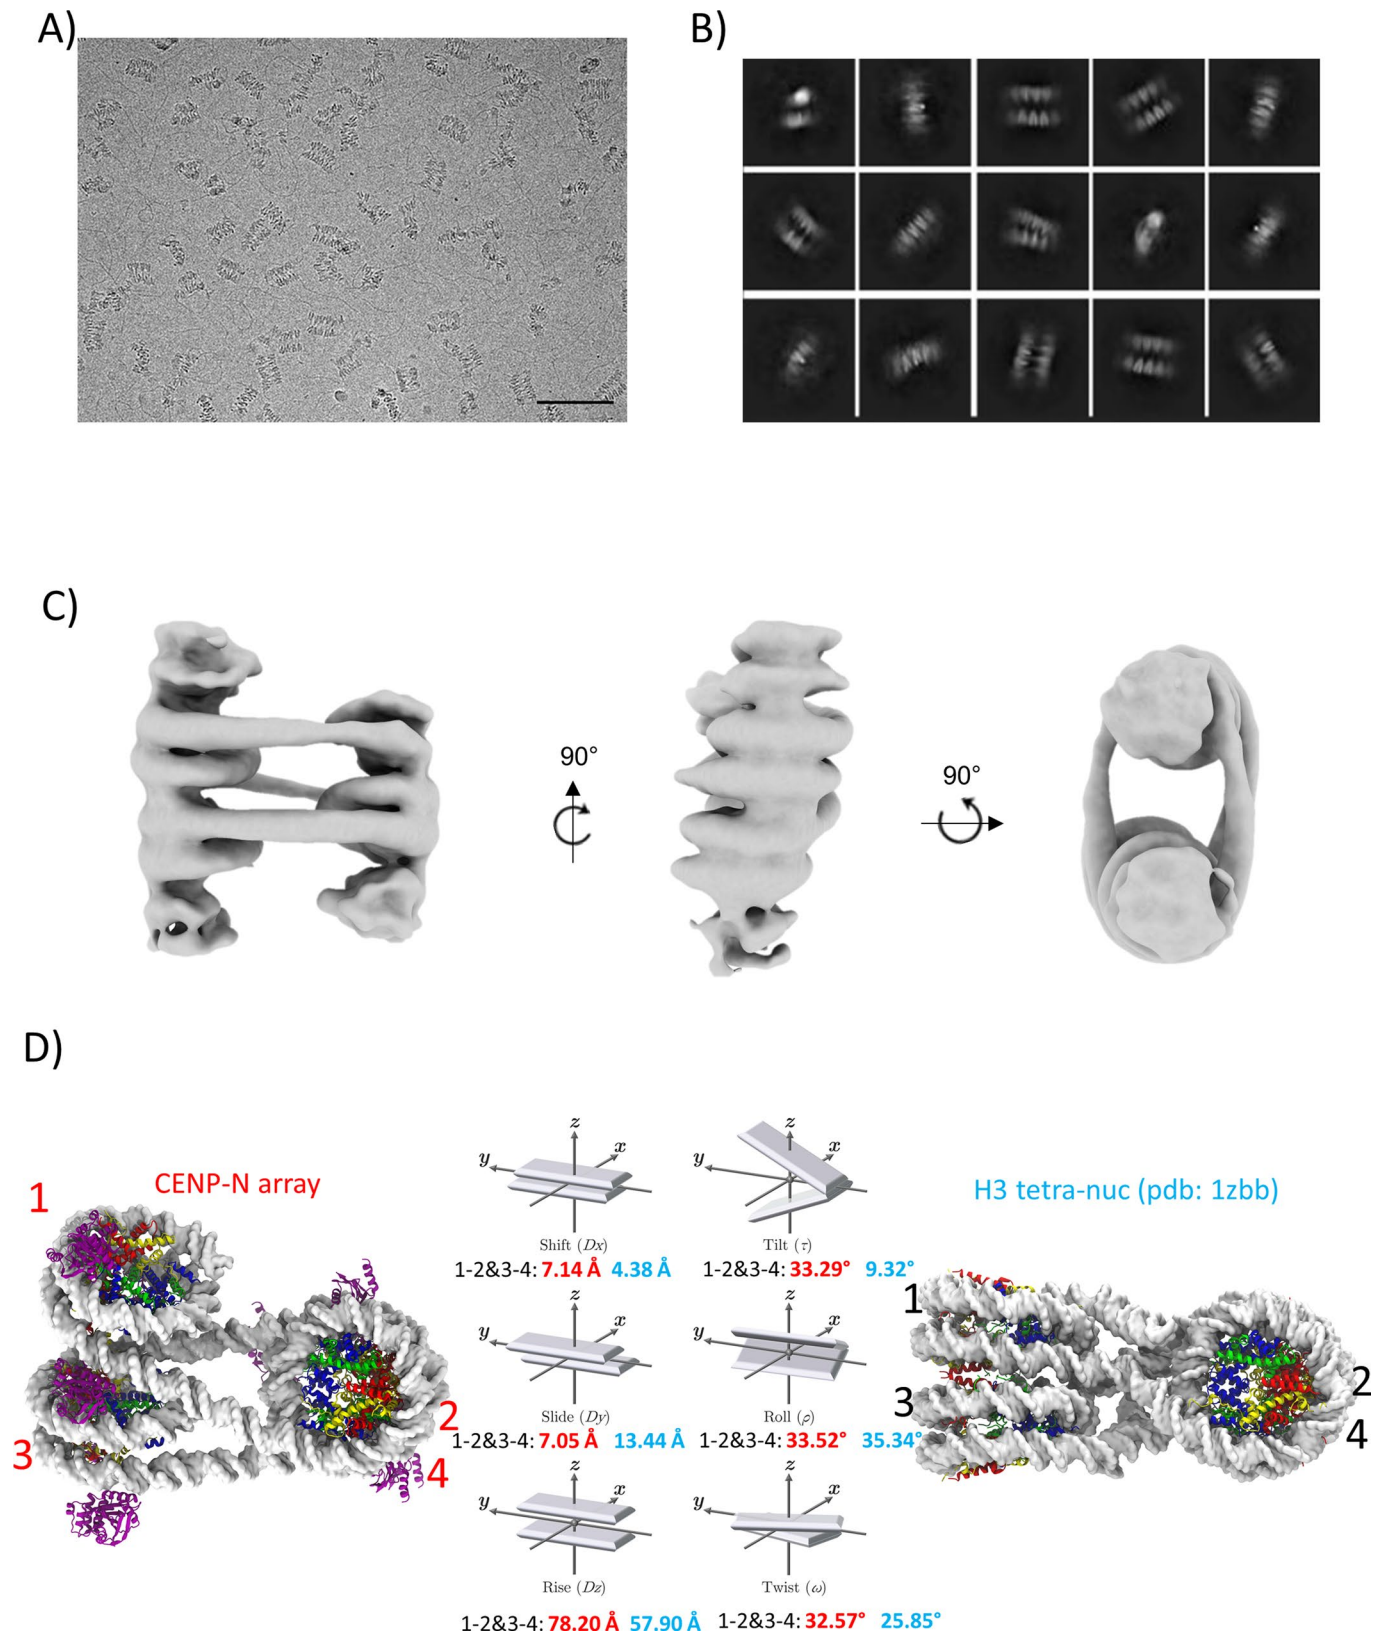 A)
B)
C)
90°
90°
D)
CENP-N array
H3 tetra-nuc (pdb: 1zbb)
1
2
3
4
1
2
3
4
z
x
y
Shift (Dx)
1-2&3-4: 7.14 Å 4.38 Å
z
x
y
Tilt (τ)
1-2&3-4: 33.29° 9.32°
z
x
y
Slide (Dy)
1-2&3-4: 7.05 Å 13.44 Å
z
x
y
Roll (ρ)
1-2&3-4: 33.52° 35.34°
z
x
y
Rise (Dz)
1-2&3-4: 78.20 Å 57.90 Å
z
x
y
Twist (ω)
1-2&3-4: 32.57° 25.85°